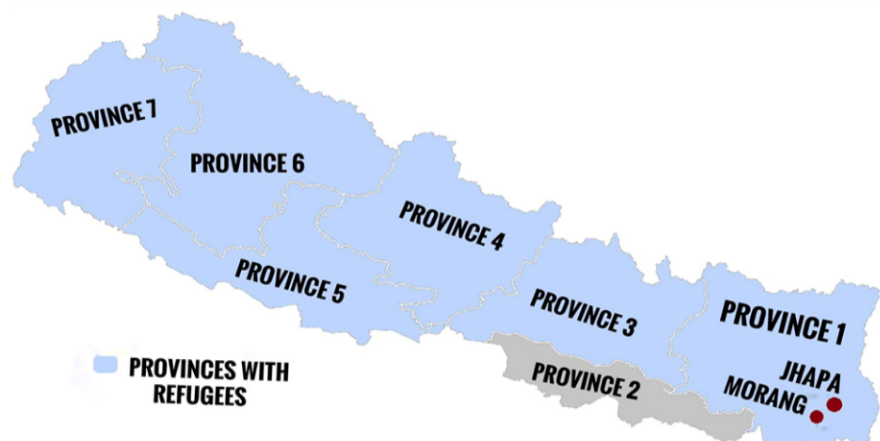 PROVINCE 7
PROVINCE 6
PROVINCE 4
PROVINCE 5
PROVINCE 3
PROVINCE 1
PROVINCE 2
JHAPA
MORANG
PROVINCES WITH
REFUGEES